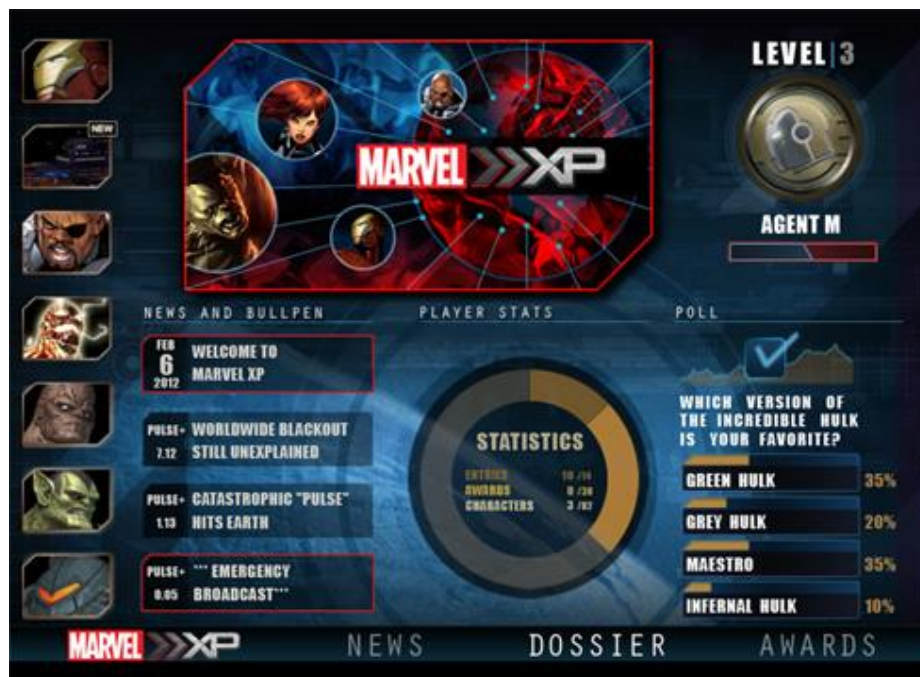 LEVEL|3
NEW
MARVEL XP
AGENT M
NEWS AND BULLPEN
PLAYER STATS
POLL
FEB
6
2012
WELCOME TO
MARVEL XP
PULSE+ WORLDWIDE BLACKOUT
7.12 STILL UNEXPLAINED
PULSE+ CATASTROPHIC "PULSE"
1.13 HITS EARTH
PULSE+ *** EMERGENCY
0.05 BROADCAST***
STATISTICS
ENTRIES 10
AWARDS
CHARACTERS 3
WHICH VERSION OF
THE INCREDIBLE HULK
IS YOUR FAVORITE?
GREEN HULK 35%
GREY HULK 20%
MAESTRO 35%
INFERNAL HULK 10%
MARVEL XP
NEWS
DOSSIER
AWARDS